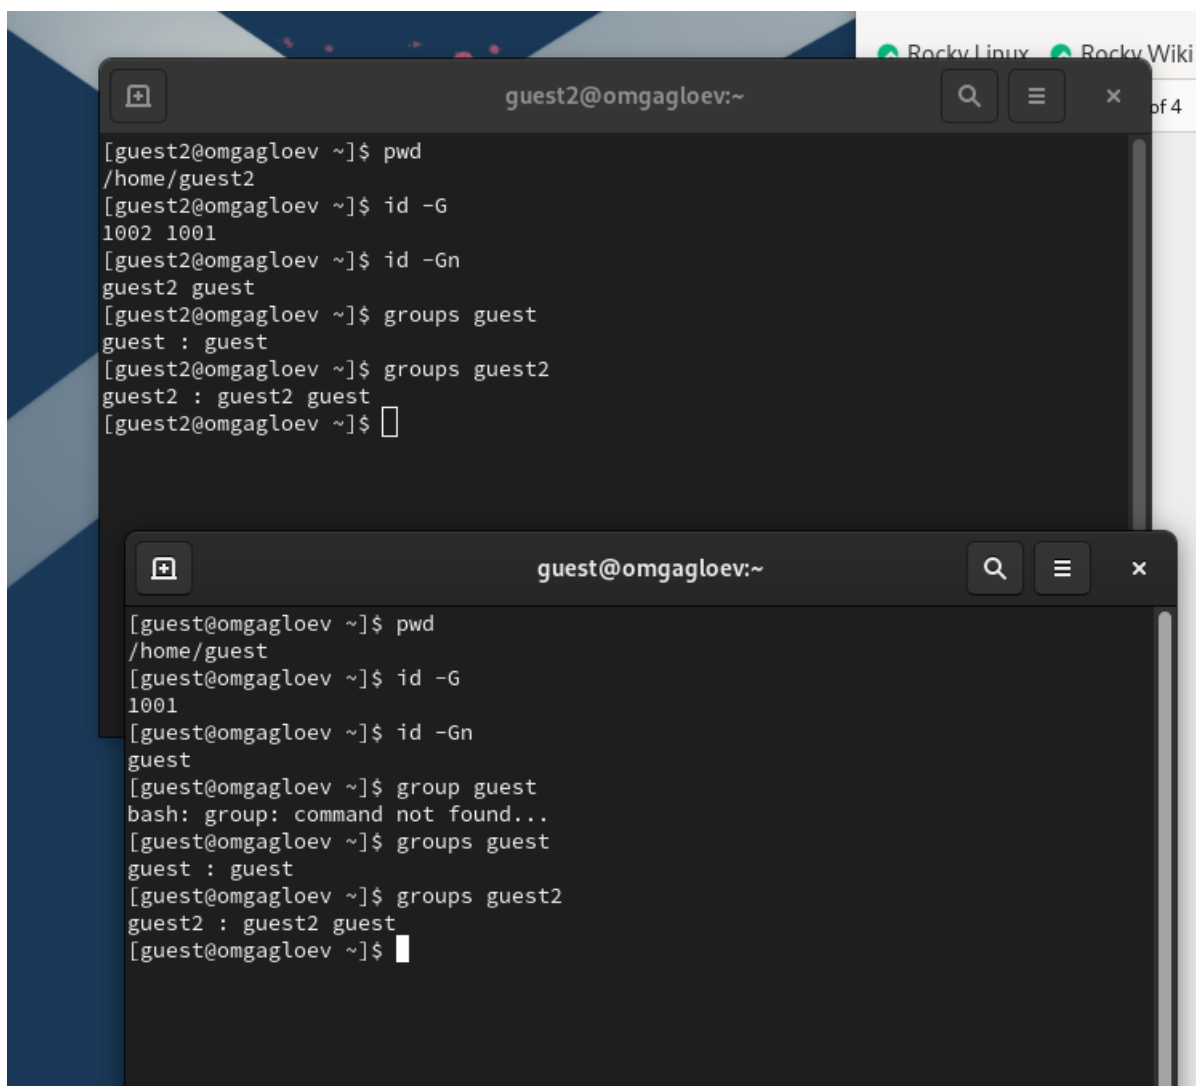 Rocky Linux Rocky Wiki
guest2@omgagloev:~
of 4
[guest2@omgagloev ~]$ pwd
/home/guest2
[guest2@omgagloev ~]$ id -G
1002 1001
[guest2@omgagloev ~]$ id -Gn
guest2 guest
[guest2@omgagloev ~]$ groups guest
guest : guest
[guest2@omgagloev ~]$ groups guest2
guest2 : guest2 guest
[guest2@omgagloev ~]$
guest@omgagloev:~
[guest@omgagloev ~]$ pwd
/home/guest
[guest@omgagloev ~]$ id -G
1001
[guest@omgagloev ~]$ id -Gn
guest
[guest@omgagloev ~]$ group guest
bash: group: command not found...
[guest@omgagloev ~]$ groups guest
guest : guest
[guest@omgagloev ~]$ groups guest2
guest2 : guest2 guest
[guest@omgagloev ~]$